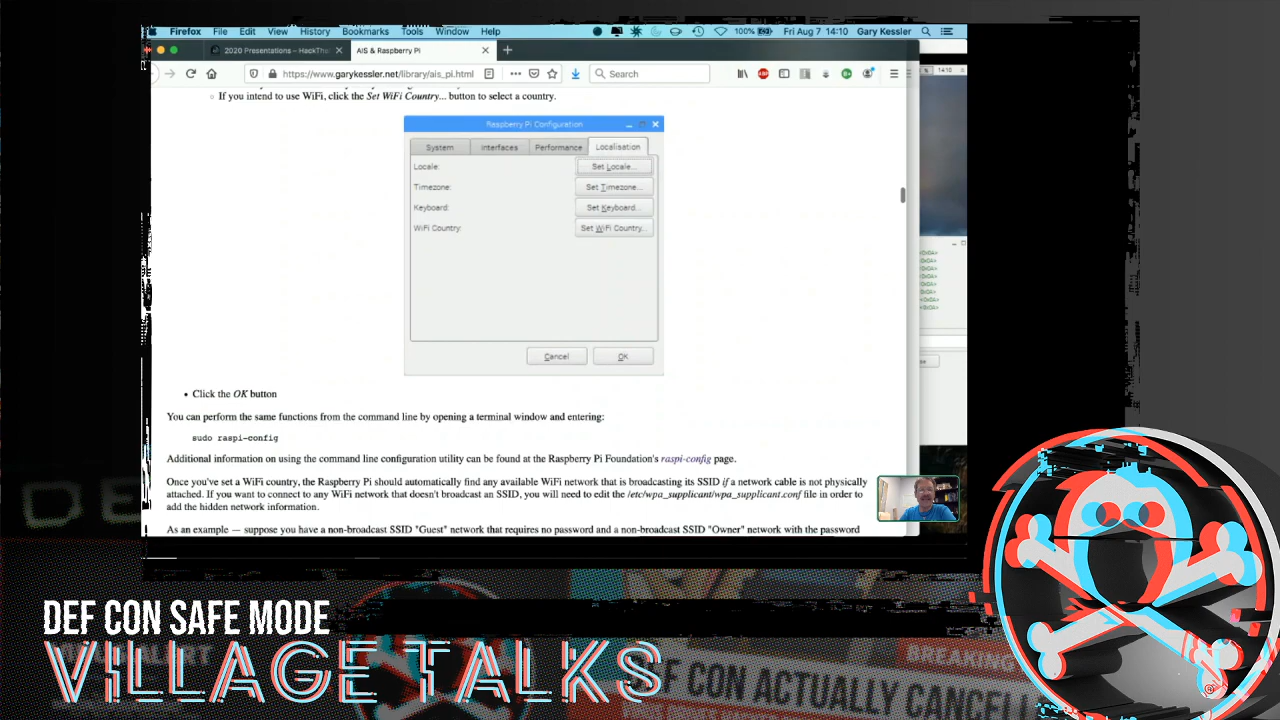 Firefox File Edit View History Bookmarks Tools Window Help 100% Fri Aug 7 14:10 Gary Kessler
2020 Presentations – HackTha
AIS & Raspberry Pi
https://www.garykessler.net/library/ais_pi.html
Search
If you intend to use WiFi, click the Set WiFi Country... button to select a country.
Raspberry Pi Configuration
System Interfaces Performance Localisation
Locale: Set Locale...
Timezone: Set Timezone...
Keyboard: Set Keyboard...
WiFi Country: Set WiFi Country...
Cancel OK
Click the OK button
You can perform the same functions from the command line by opening a terminal window and entering:
sudo raspi-config
Additional information on using the command line configuration utility can be found at the Raspberry Pi Foundation's raspi-config page.
Once you've set a WiFi country, the Raspberry Pi should automatically find any available WiFi network that is broadcasting its SSID if a network cable is not physically
attached. If you want to connect to any WiFi network that doesn't broadcast an SSID, you will need to edit the /etc/wpa_supplicant/wpa_supplicant.conf file in order to
add the hidden network information.
As an example — suppose you have a non-broadcast SSID "Guest" network that requires no password and a non-broadcast SSID "Owner" network with the password
DEF CON SAFE MODE
VILLAGE TALKS
BREAKIN
DEF CON ACTUALLY CANCEL